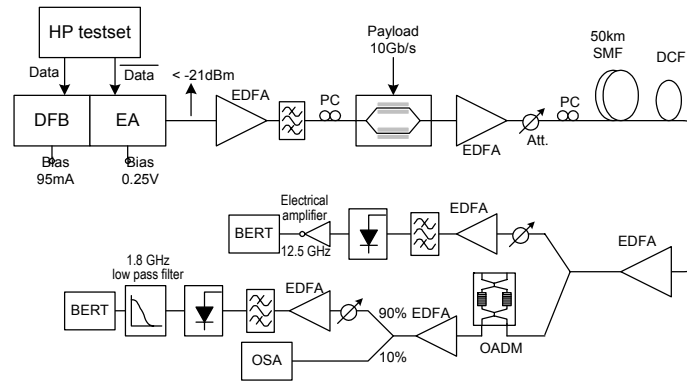 HP testset
Payload
10Gb/s
50km
SMF
DCF
Data
Data
< -21dBm
EDFA
PC
PC
DFB
EA
EDFA
Att.
Bias
95mA
Bias
0.25V
Electrical
amplifier
EDFA
BERT
12.5 GHz
EDFA
1.8 GHz
low pass filter
EDFA
BERT
90%
EDFA
OADM
OSA
10%